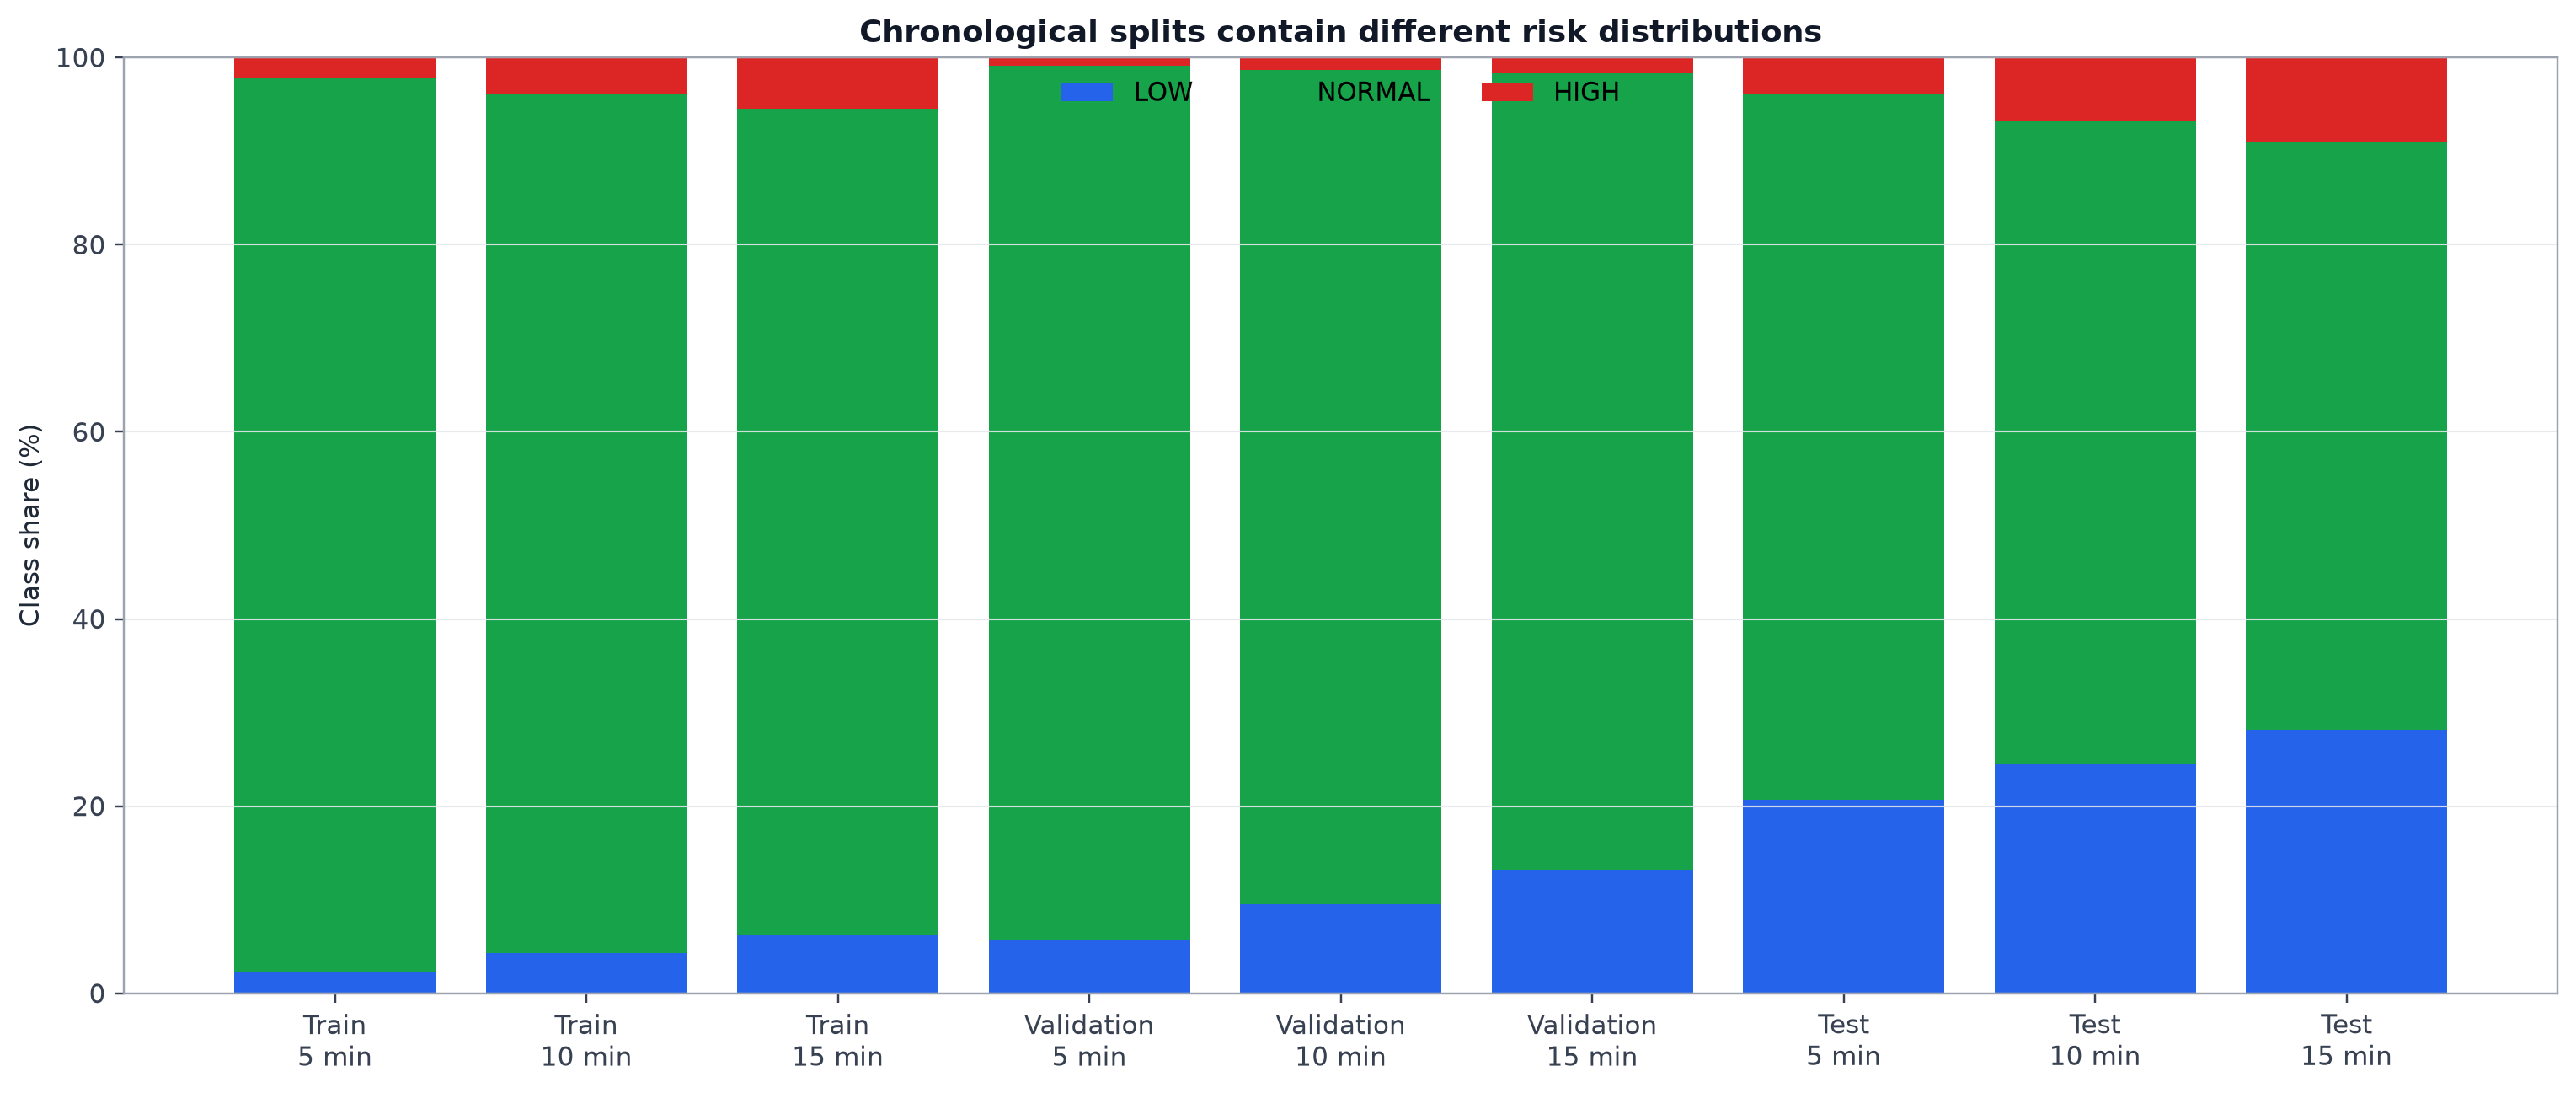 Chronological splits contain different risk distributions
LOW NORMAL HIGH
Class share (%)
100
80
60
40
20
0
Train
5 min
Train
10 min
Train
15 min
Validation
5 min
Validation
10 min
Validation
15 min
Test
5 min
Test
10 min
Test
15 min